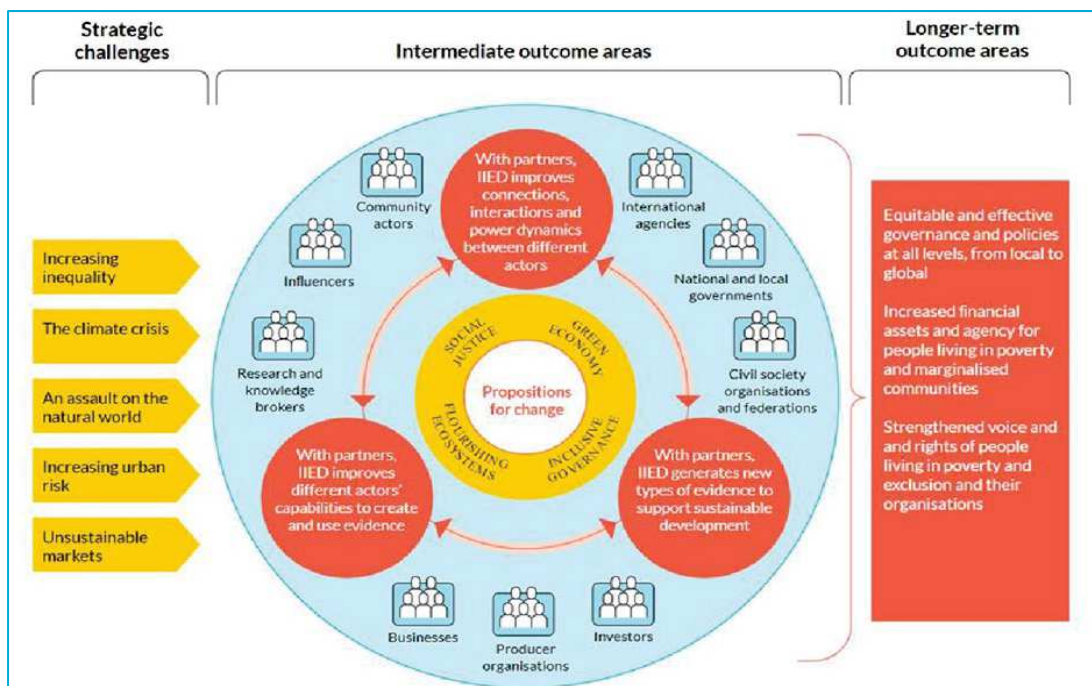 Strategic
challenges
Intermediate outcome areas
Longer-term
outcome areas
Increasing
inequality
The climate crisis
An assault on the
natural world
Increasing urban
risk
Unsustainable
markets
With partners,
IIED improves
connections,
interactions and
power dynamics
between different
actors
Community
actors
International
agencies
Influencers
National and local
governments
Research and
knowledge
brokers
Civil society
organisations
and federations
SOCIAL
JUSTICE
GREEN
ECONOMY
Propositions
for change
FLOURISHING
ECOSYSTEMS
INCLUSIVE
GOVERNANCE
With partners,
IIED improves
different actors'
capabilities to create
and use evidence
With partners,
IIED generates new
types of evidence to
support sustainable
development
Businesses
Producer
organisations
Investors
Equitable and effective
governance and policies
at all levels, from local to
global
Increased financial
assets and agency for
people living in poverty
and marginalised
communities
Strengthened voice and
and rights of people
living in poverty and
exclusion and their
organisations